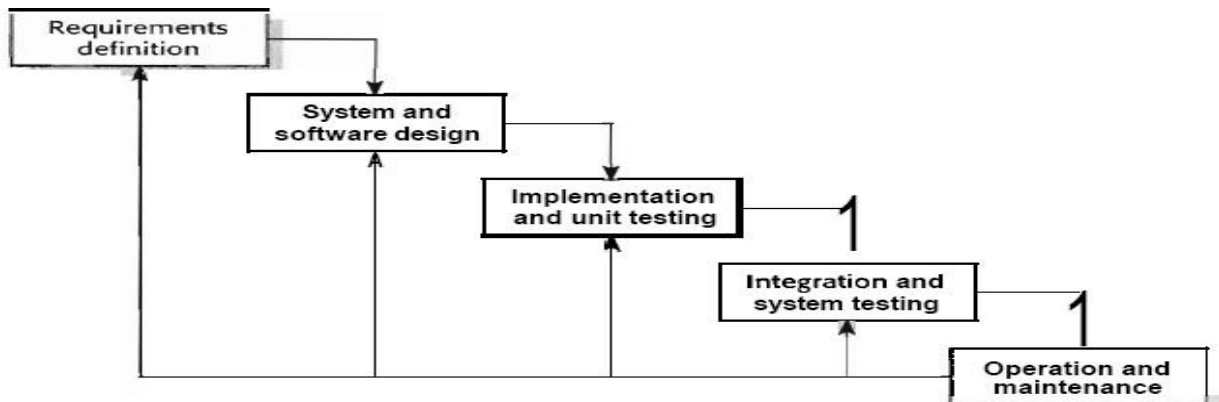 Requirements
definition
System and
software design
Implementation
and unit testing
Integration and
system testing
Operation and
maintenance